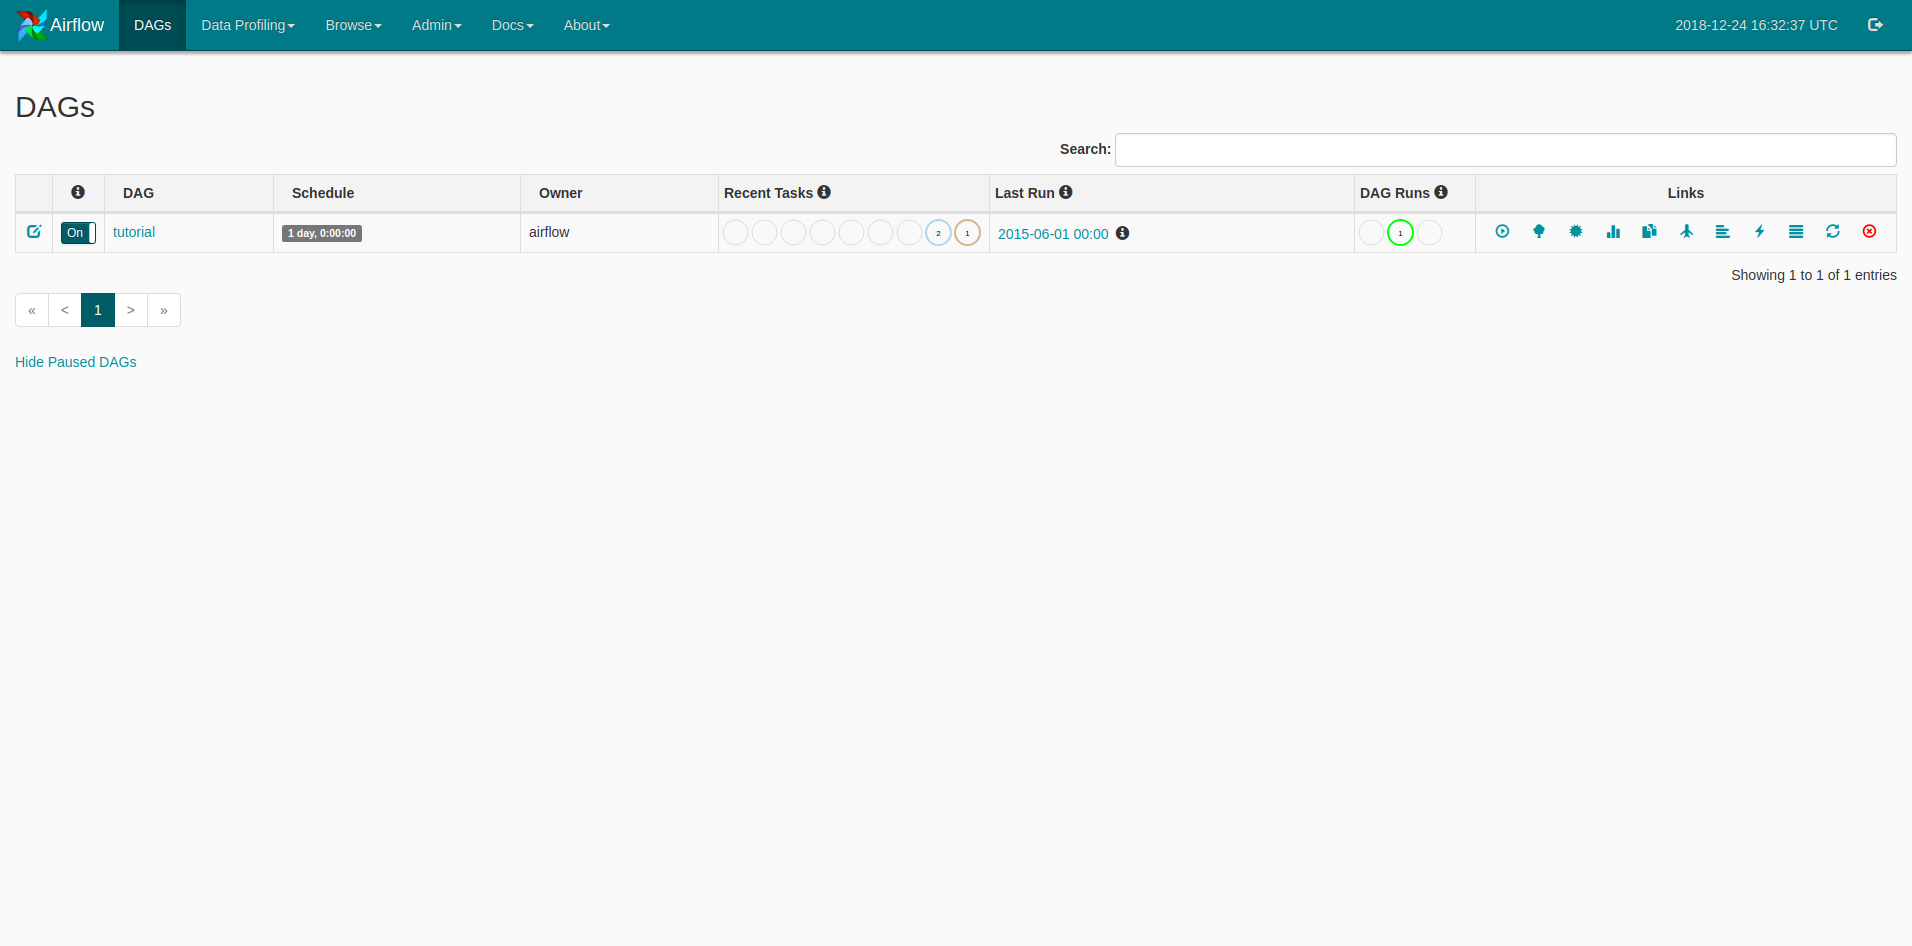 Airflow DAGs Data Profiling Browse Admin Docs About 2018-12-24 16:32:37 UTC
DAGs
Search:
DAG Schedule Owner Recent Tasks Last Run DAG Runs Links
On tutorial 1 day, 0:00:00 airflow 2 1 2015-06-01 00:00 1
Showing 1 to 1 of 1 entries
« < 1 > »
Hide Paused DAGs